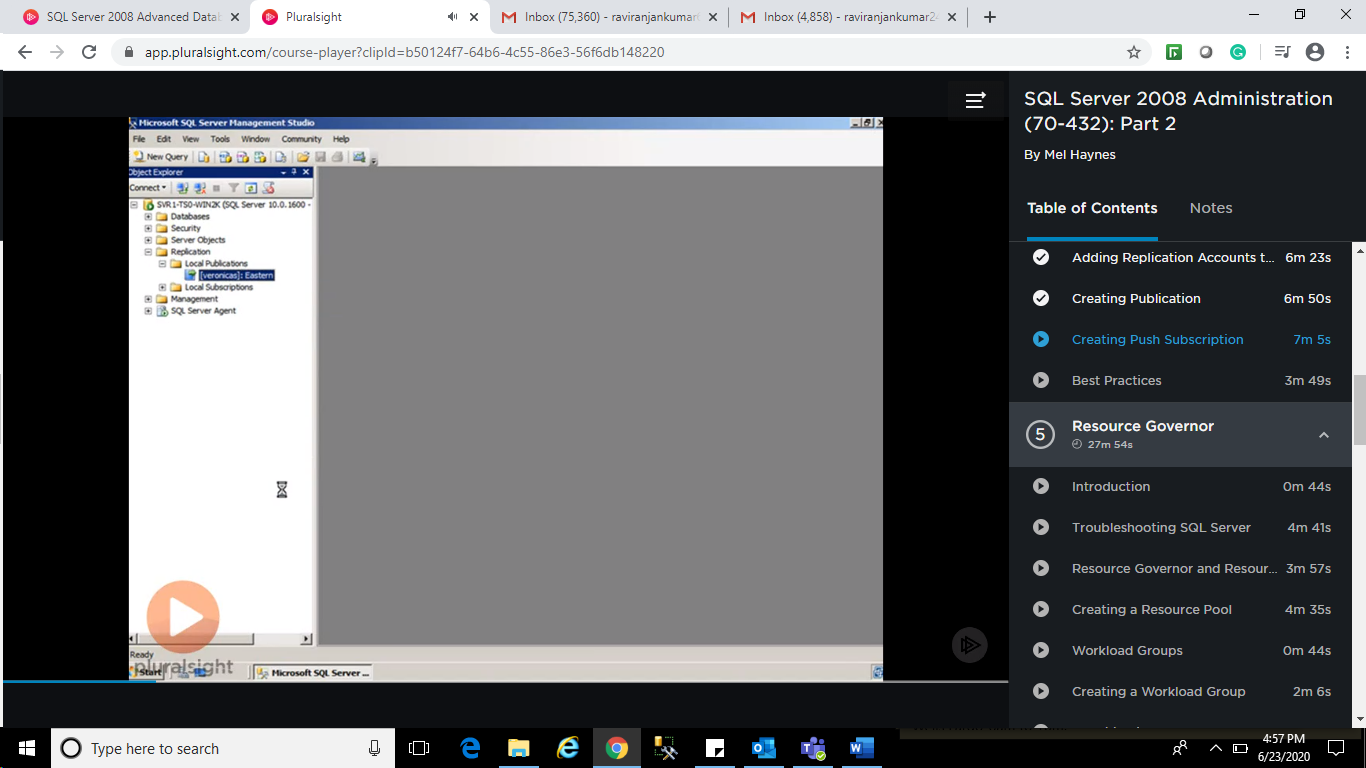 SQL Server 2008 Advanced Datab
Pluralsight
Inbox (75,360) - raviranjankumar
Inbox (4,858) - raviranjankumar2
app.pluralsight.com/course-player?clipId=b50124f7-64b6-4c55-86e3-56f6db148220
Microsoft SQL Server Management Studio
File Edit View Tools Window Community Help
New Query
Object Explorer
Connect
SVR1-TS0-WIN2K (SQL Server 10.0.1600 -
Databases
Security
Server Objects
Replication
Local Publications
[veronicas]: Eastern
Local Subscriptions
Management
SQL Server Agent
Ready
pluralsight
Start
Microsoft SQL Server ...
SQL Server 2008 Administration
(70-432): Part 2
By Mel Haynes
Table of Contents Notes
Adding Replication Accounts t... 6m 23s
Creating Publication 6m 50s
Creating Push Subscription 7m 5s
Best Practices 3m 49s
5 Resource Governor
27m 54s
Introduction 0m 44s
Troubleshooting SQL Server 4m 41s
Resource Governor and Resour... 3m 57s
Creating a Resource Pool 4m 35s
Workload Groups 0m 44s
Creating a Workload Group 2m 6s
Type here to search
4:57 PM
6/23/2020